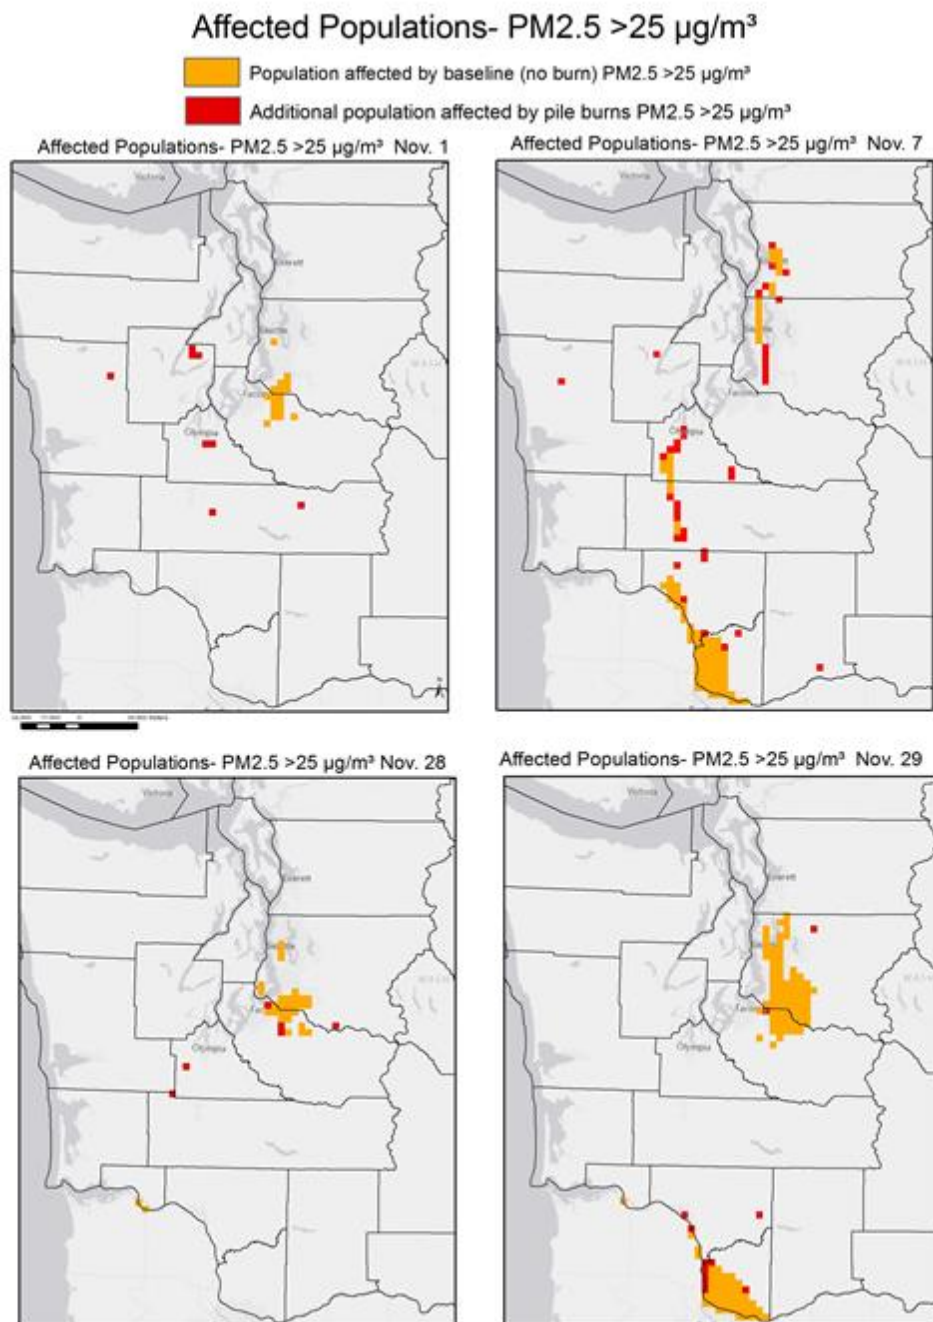 Affected Populations- PM2.5 >25 µg/m³
Population affected by baseline (no burn) PM2.5 >25 µg/m³
Additional population affected by pile burns PM2.5 >25 µg/m³
Affected Populations- PM2.5 >25 µg/m³ Nov. 1
Affected Populations- PM2.5 >25 µg/m³ Nov. 7
Victoria
Victoria
Everett
Seattle
Seattle
Tacoma
Tacoma
Olympia
Olympia
Affected Populations- PM2.5 >25 µg/m³ Nov. 28
Affected Populations- PM2.5 >25 µg/m³ Nov. 29
Victoria
Victoria
Everett
Everett
Olympia
Olympia